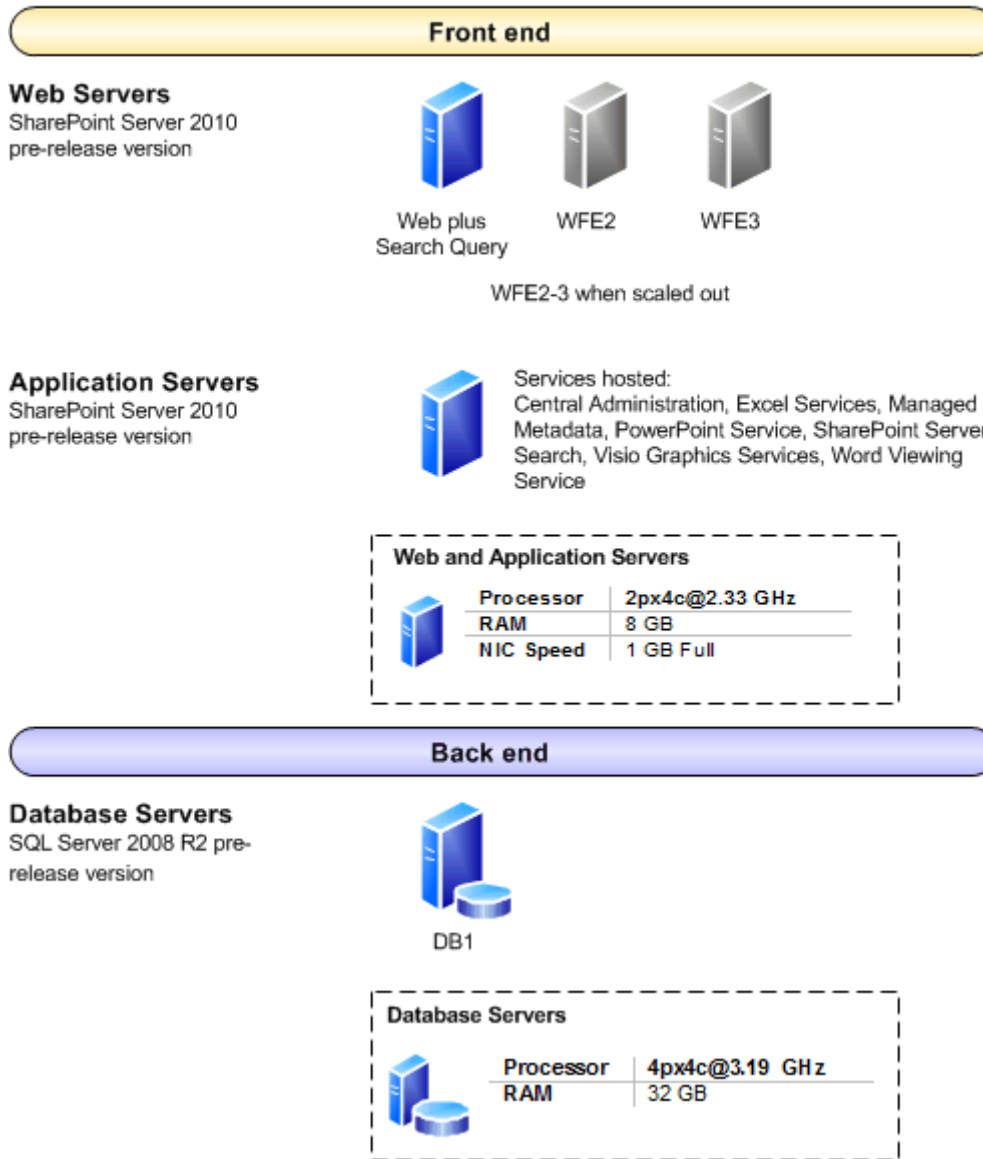 Front end
Web Servers
SharePoint Server 2010
pre-release version
Web plus
Search Query
WFE2
WFE3
WFE2-3 when scaled out
Application Servers
SharePoint Server 2010
pre-release version
Services hosted:
Central Administration, Excel Services, Managed
Metadata, PowerPoint Service, SharePoint Server
Search, Visio Graphics Services, Word Viewing
Service
Web and Application Servers
Processor 2px4c@2.33 GHz
RAM 8 GB
NIC Speed 1 GB Full
Back end
Database Servers
SQL Server 2008 R2 pre-
release version
DB1
Database Servers
Processor 4px4c@3.19 GHz
RAM 32 GB